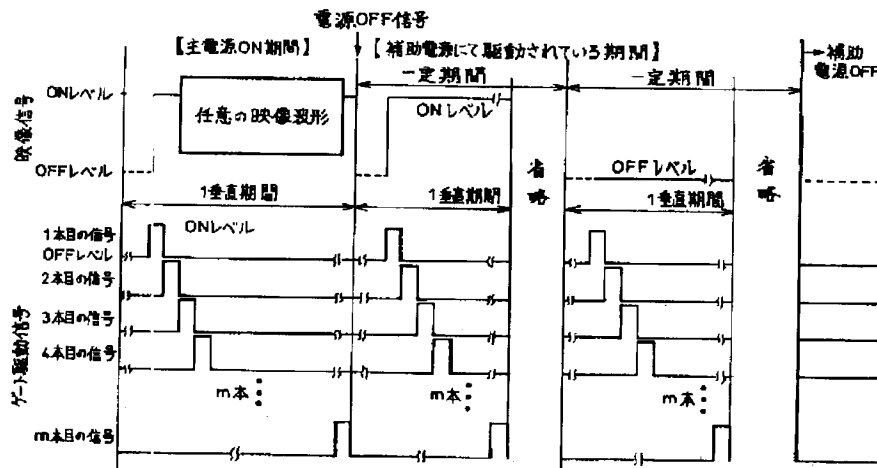 電源OFF信号
【主電源ON期間】
【補助電源にて駆動されている期間】
補助
電源OFF
一定期間
一定期間
映像信号
ONレベル
任意の映像波形
ONレベル
OFFレベル
OFFレベル
省略
省略
1垂直期間
1垂直期間
1垂直期間
ゲート駆動信号
1本目の信号
ONレベル
OFFレベル
2本目の信号
3本目の信号
4本目の信号
m本
m本
m本
m本目の信号